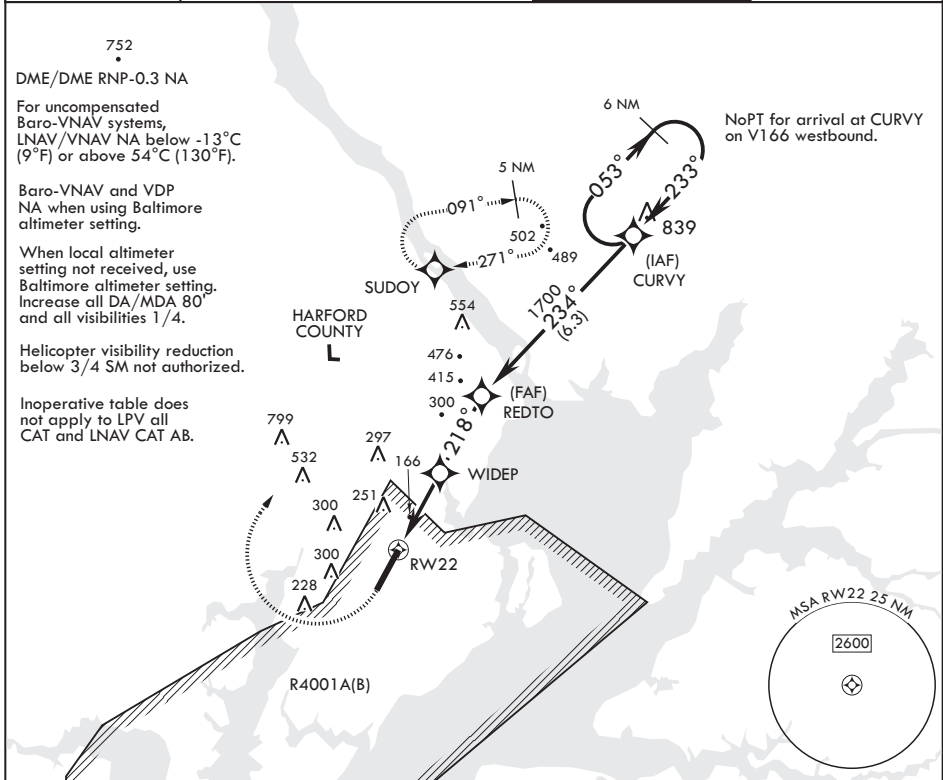 752
DME/DME RNP-0.3 NA
For uncompensated
Baro-VNAV systems,
LNAV/VNAV NA below -13°C
(9°F) or above 54°C (130°F).
Baro-VNAV and VDP
NA when using Baltimore
altimeter setting.
When local altimeter
setting not received, use
Baltimore altimeter setting.
Increase all DA/MDA 80'
and all visibilities 1/4.
Helicopter visibility reduction
below 3/4 SM not authorized.
Inoperative table does
not apply to LPV all
CAT and LNAV CAT AB.
6 NM
NoPT for arrival at CURVY
on V166 westbound.
053°
233°
839
(IAF)
CURVY
5 NM
091°
502
489
271°
SUDOY
1700
234°
(6.3)
554
HARFORD
COUNTY
476
415
300
(FAF)
REDTO
218°
799
532
297
166
WIDEP
251
300
300
228
RW22
R4001A(B)
MSA RW22 25 NM
2600